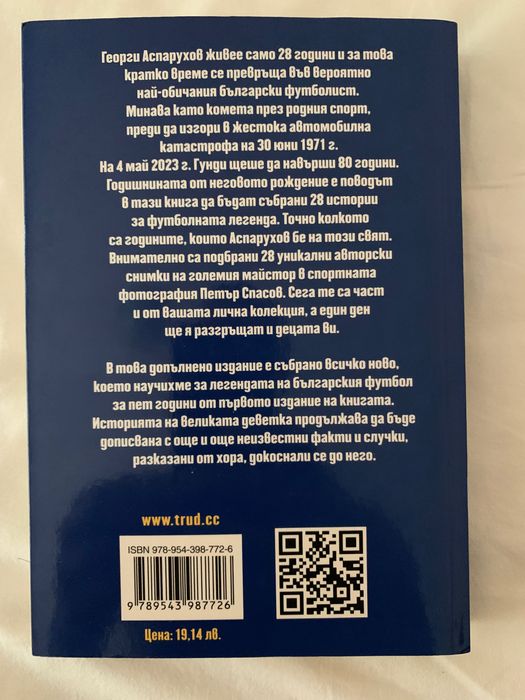 Георги Аспарухов живее само 28 години и за това
кратко време се превръща във вероятно
най-обичания български футболист.
Минава като комета през родния спорт,
преди да изгори в жестока автомобилна
катастрофа на 30 юни 1971 г.
На 4 май 2023 г. Гунди щеше да навърши 80 години.
Годишнината от неговото рождение е поводът
в тази книга да бъдат събрани 28 истории
за футболната легенда. Точно колкото
са годините, които Аспарухов бе на този свят.
Внимателно са подбрани 28 уникални авторски
снимки на големия майстор в спортната
фотография Петър Спасов. Сега те са част
и от вашата лична колекция, а един ден
ще я разгръщат и децата ви.
В това допълнено издание е събрано всичко ново,
което научихме за легендата на българския футбол
за пет години от първото издание на книгата.
Историята на великата деветка продължава да бъде
дописвана с още и още неизвестни факти и случки,
разказани от хора, докоснали се до него.
www.trud.cc
ISBN 978-954-398-772-6
9 789543 987726
Цена: 19,14 лв.